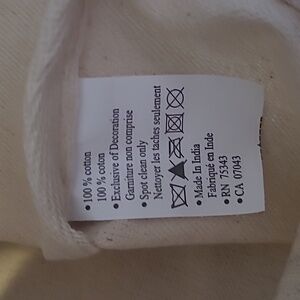 • 100 % cotton
100 % coton
• Exclusive of Decoration
Garniture non comprise
• Spot clean only
Nettoyer les taches seulement
• Made In India
Fabriqué en Inde
• RN 75343
• CA 07043